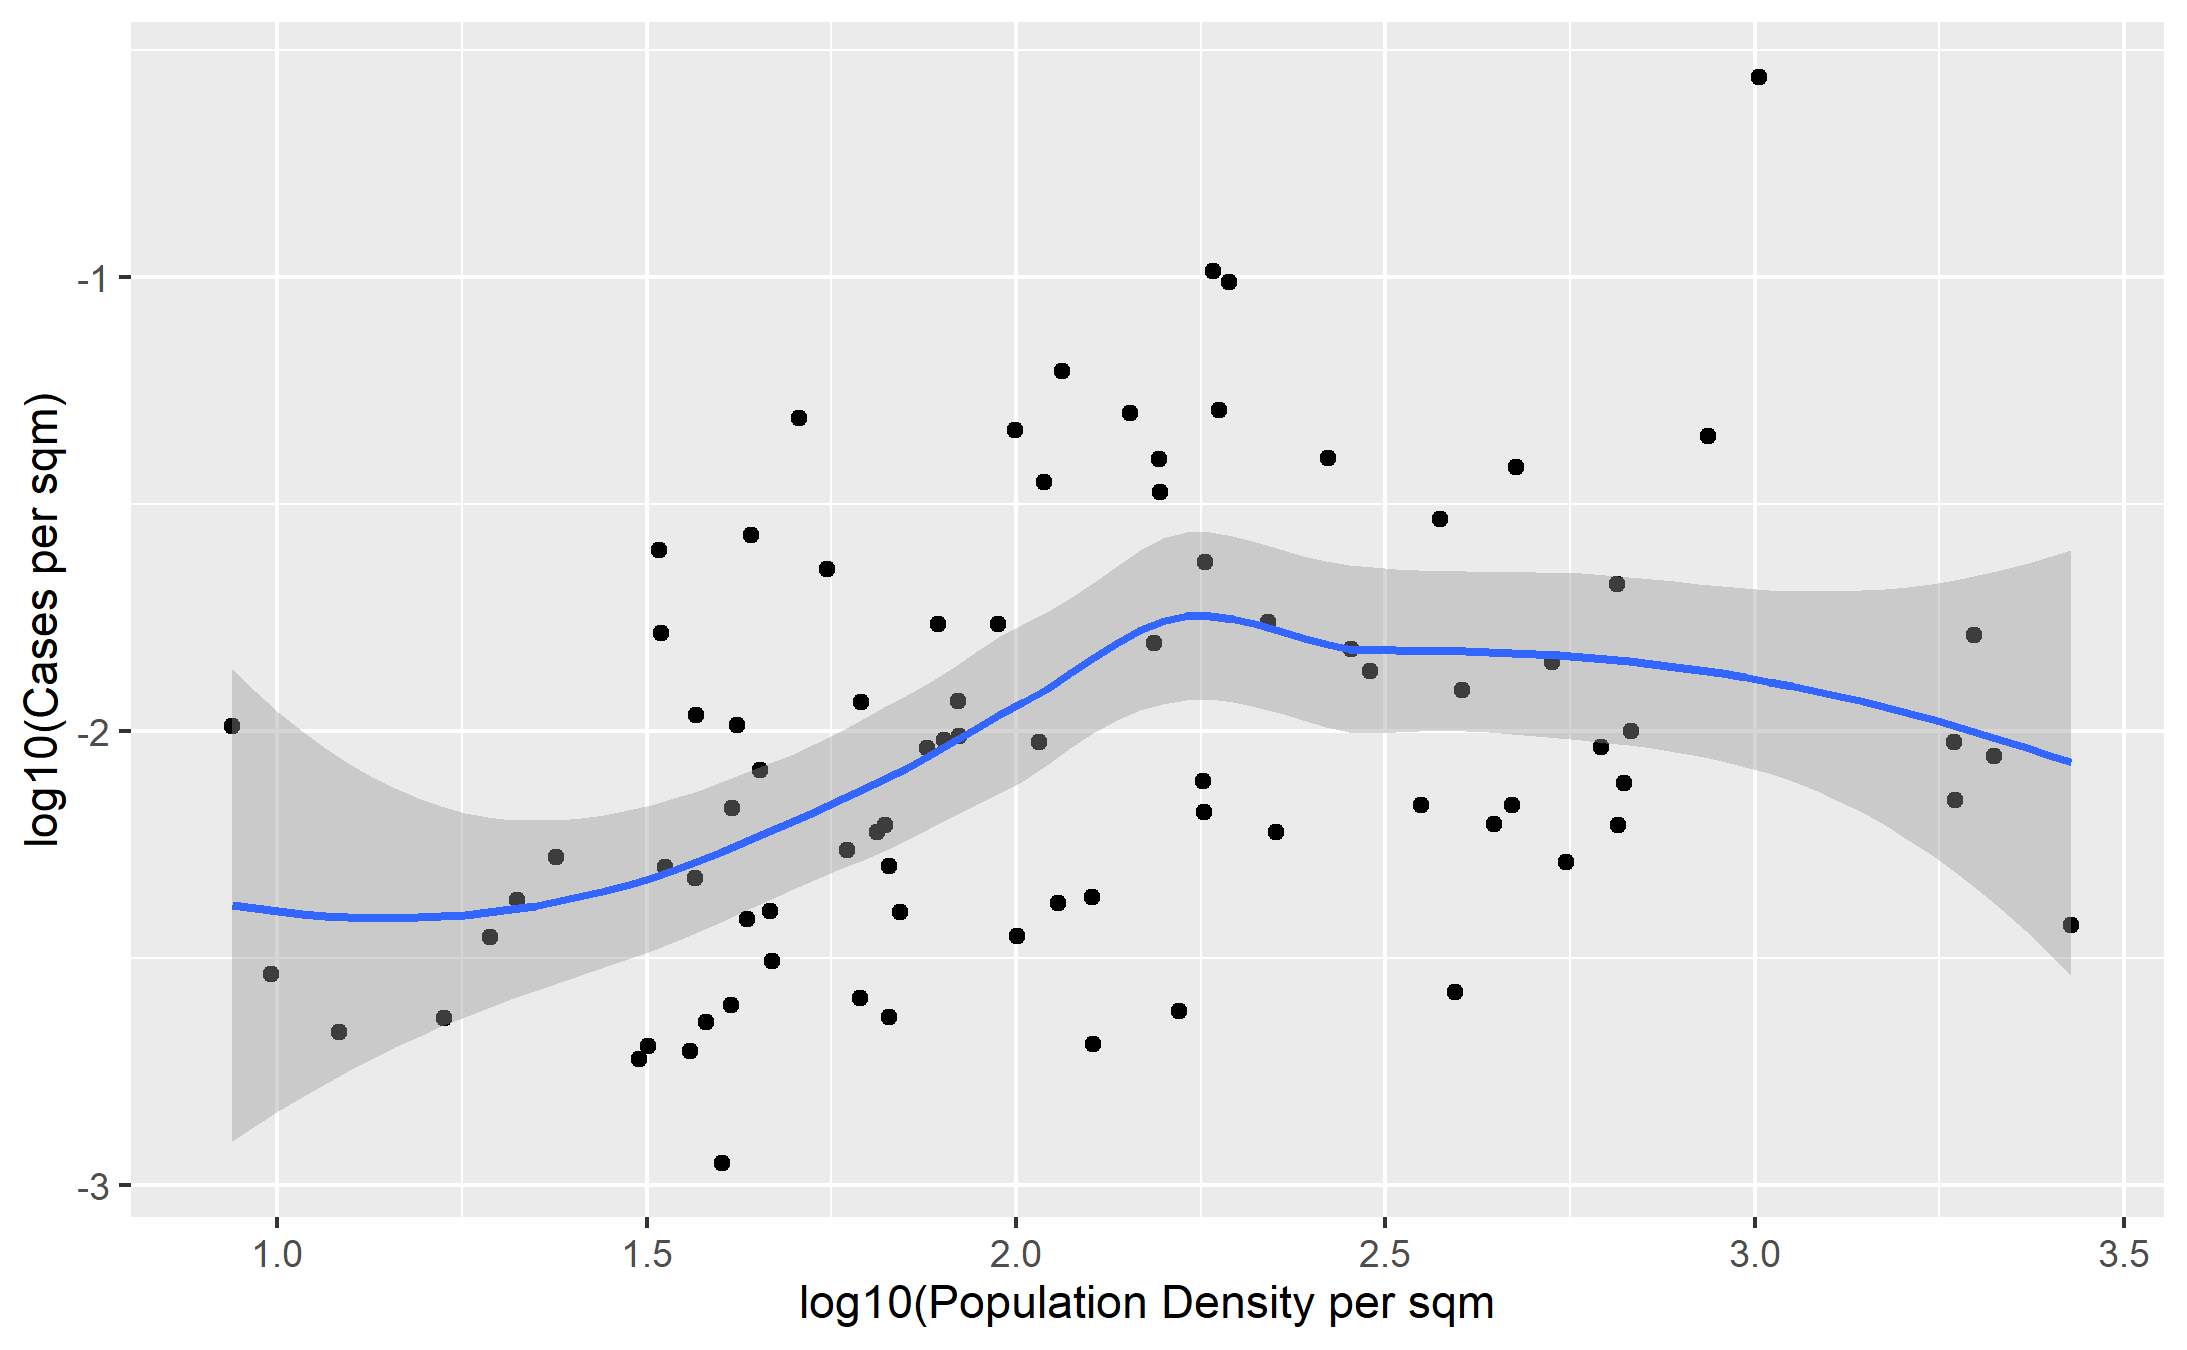 log10(Cases per sqm)
-1
-2
-3
1.0 1.5 2.0 2.5 3.0 3.5
log10(Population Density per sqm